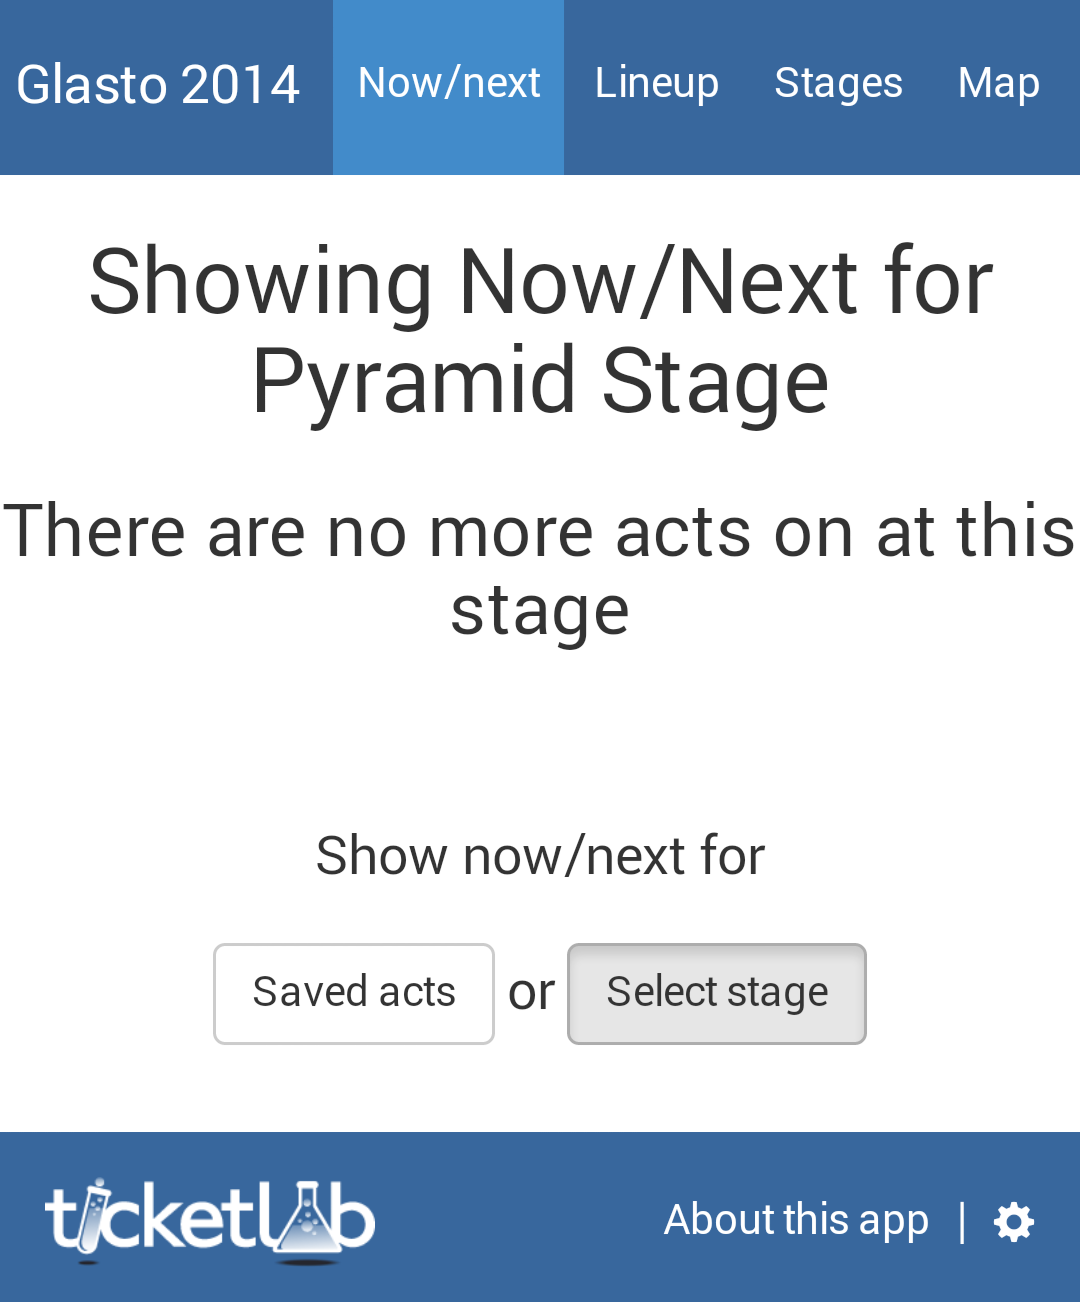 Glasto 2014 Now/next Lineup Stages Map
Showing Now/Next for
Pyramid Stage
There are no more acts on at this
stage
Show now/next for
Saved acts or Select stage
ticketlab About this app |